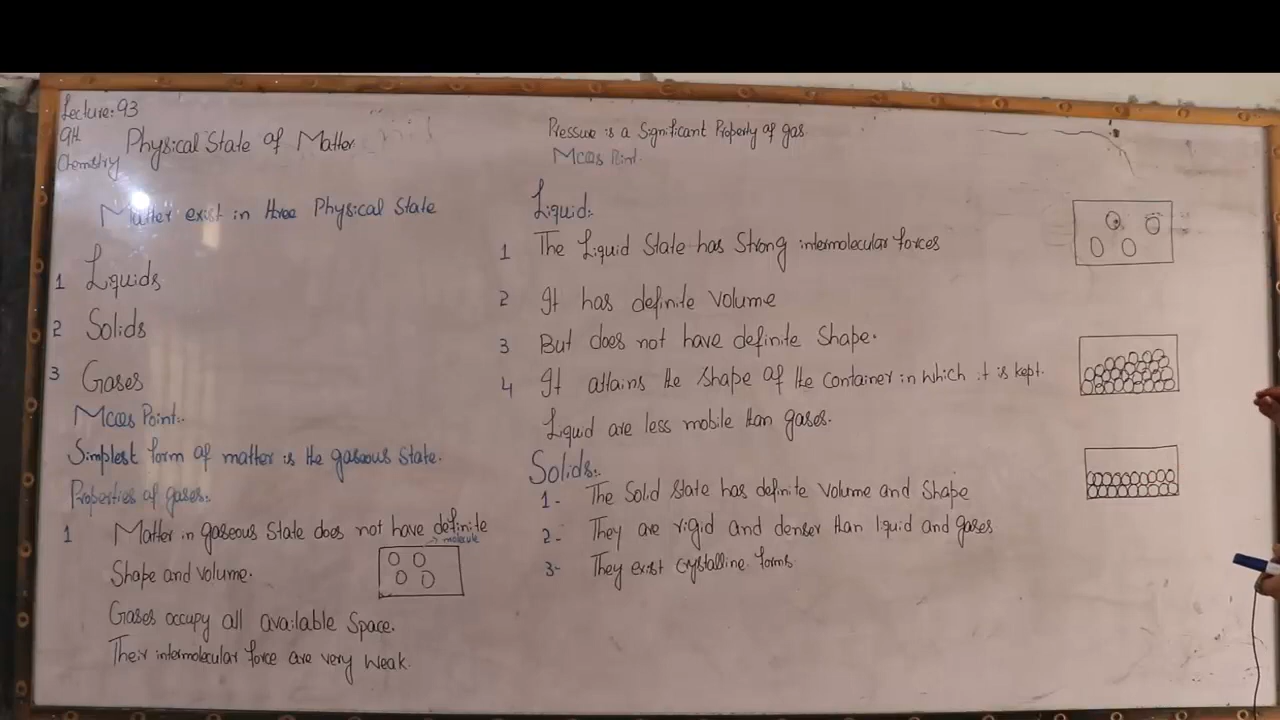 Lecture: 93
9th
Chemistry
Physical State of Matter
Matter exist in three Physical State
1 Liquids
2 Solids
3 Gases
Mcqs Point:
Simplest form of matter is the gaseous state.
Properties of gases:
1 Matter in gaseous State does not have definite
molecule
Shape and volume.
Gases occupy all available Space.
Their intermolecular force are very weak.
Pressure is a Significant Property of gas
Mcqs Point.
Liquid:
1 The Liquid State has Strong intermolecular forces
2 It has definite volume
3 But does not have definite Shape.
4 It attains the shape of the container in which it is kept.
Liquid are less mobile than gases.
Solids:
1- The Solid state has definite volume and Shape
2- They are rigid and denser than liquid and gases
3- They exist crystalline forms